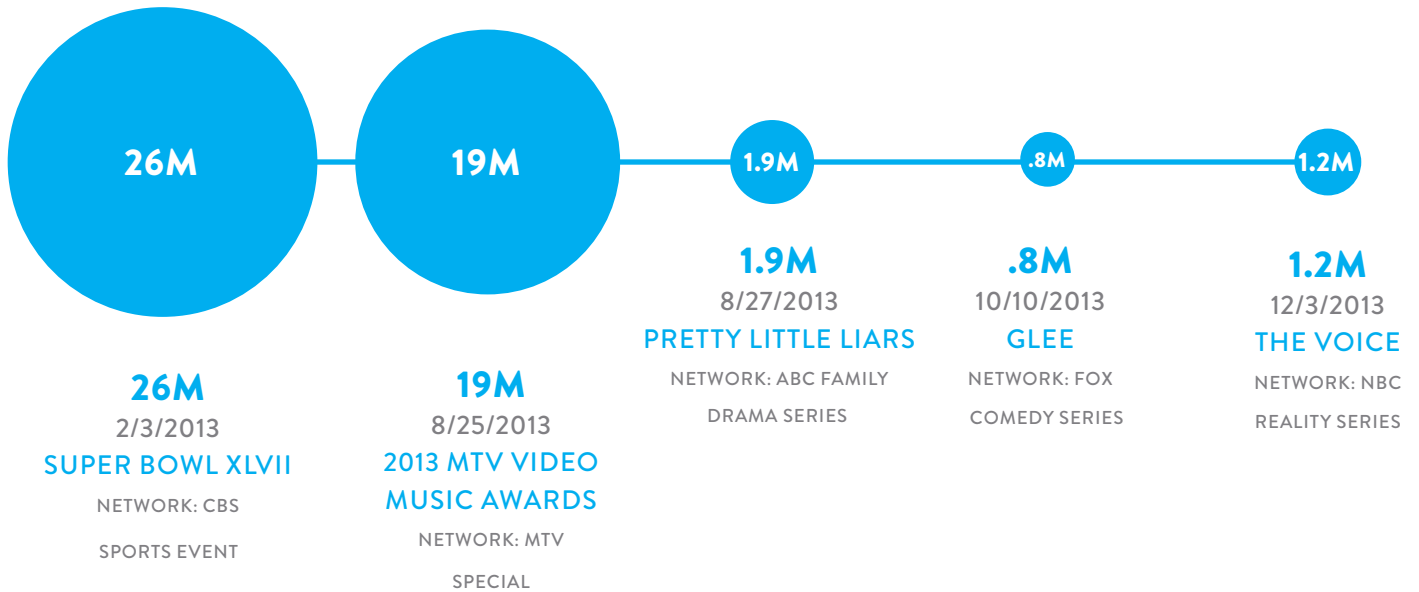 26M
19M
1.9M
.8M
1.2M
26M
2/3/2013
SUPER BOWL XLVII
NETWORK: CBS
SPORTS EVENT
19M
8/25/2013
2013 MTV VIDEO
MUSIC AWARDS
NETWORK: MTV
SPECIAL
1.9M
8/27/2013
PRETTY LITTLE LIARS
NETWORK: ABC FAMILY
DRAMA SERIES
.8M
10/10/2013
GLEE
NETWORK: FOX
COMEDY SERIES
1.2M
12/3/2013
THE VOICE
NETWORK: NBC
REALITY SERIES